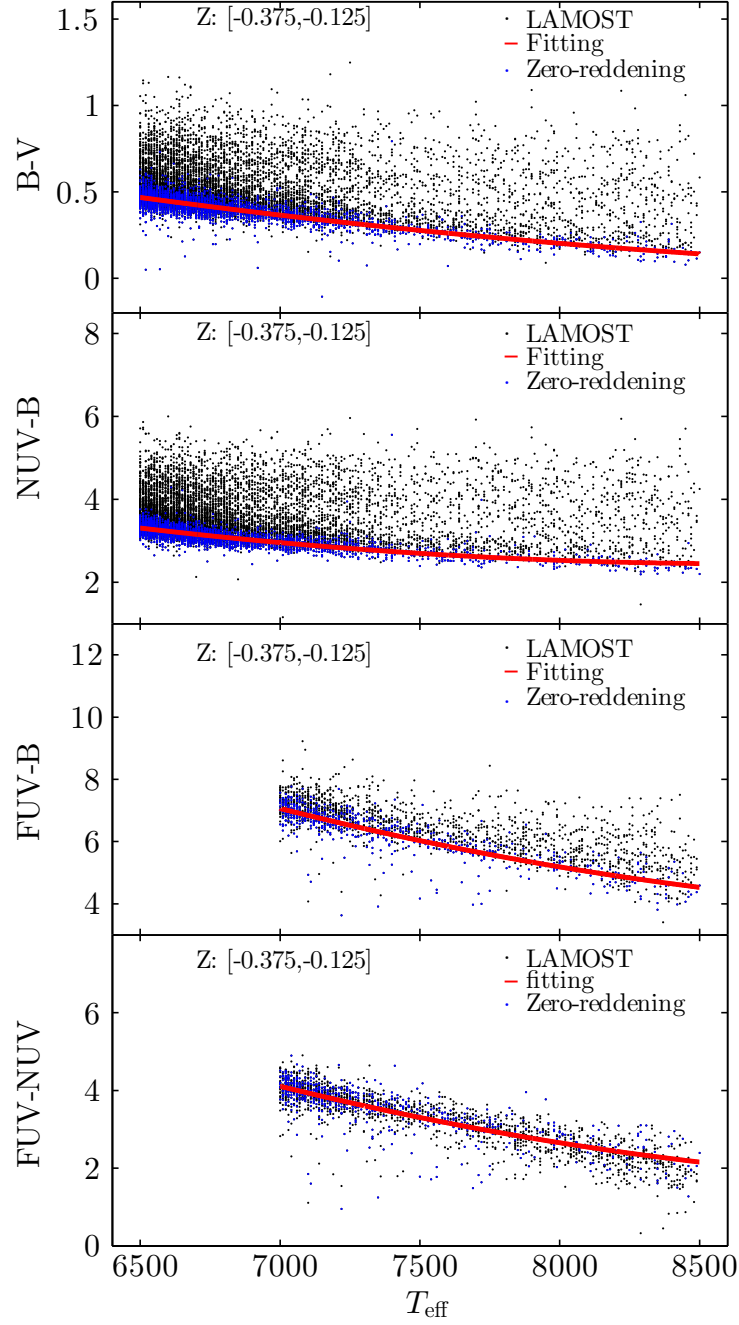 1.5
Z: [-0.375,-0.125]
LAMOST
Fitting
Zero-reddening
1
0.5
0
B-V
8
Z: [-0.375,-0.125]
LAMOST
Fitting
Zero-reddening
6
4
2
NUV-B
12
Z: [-0.375,-0.125]
LAMOST
Fitting
Zero-reddening
10
8
6
4
FUV-B
Z: [-0.375,-0.125]
LAMOST
fitting
Zero-reddening
6
4
2
0
FUV-NUV
6500 7000 7500 8000 8500
T_eff